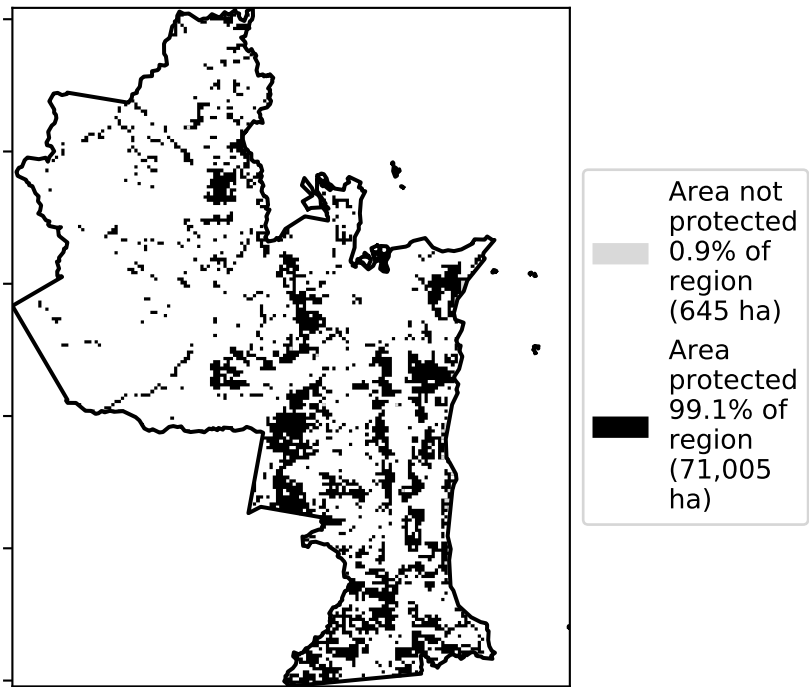 Area not
protected
0.9% of
region
(645 ha)
Area
protected
99.1% of
region
(71,005
ha)